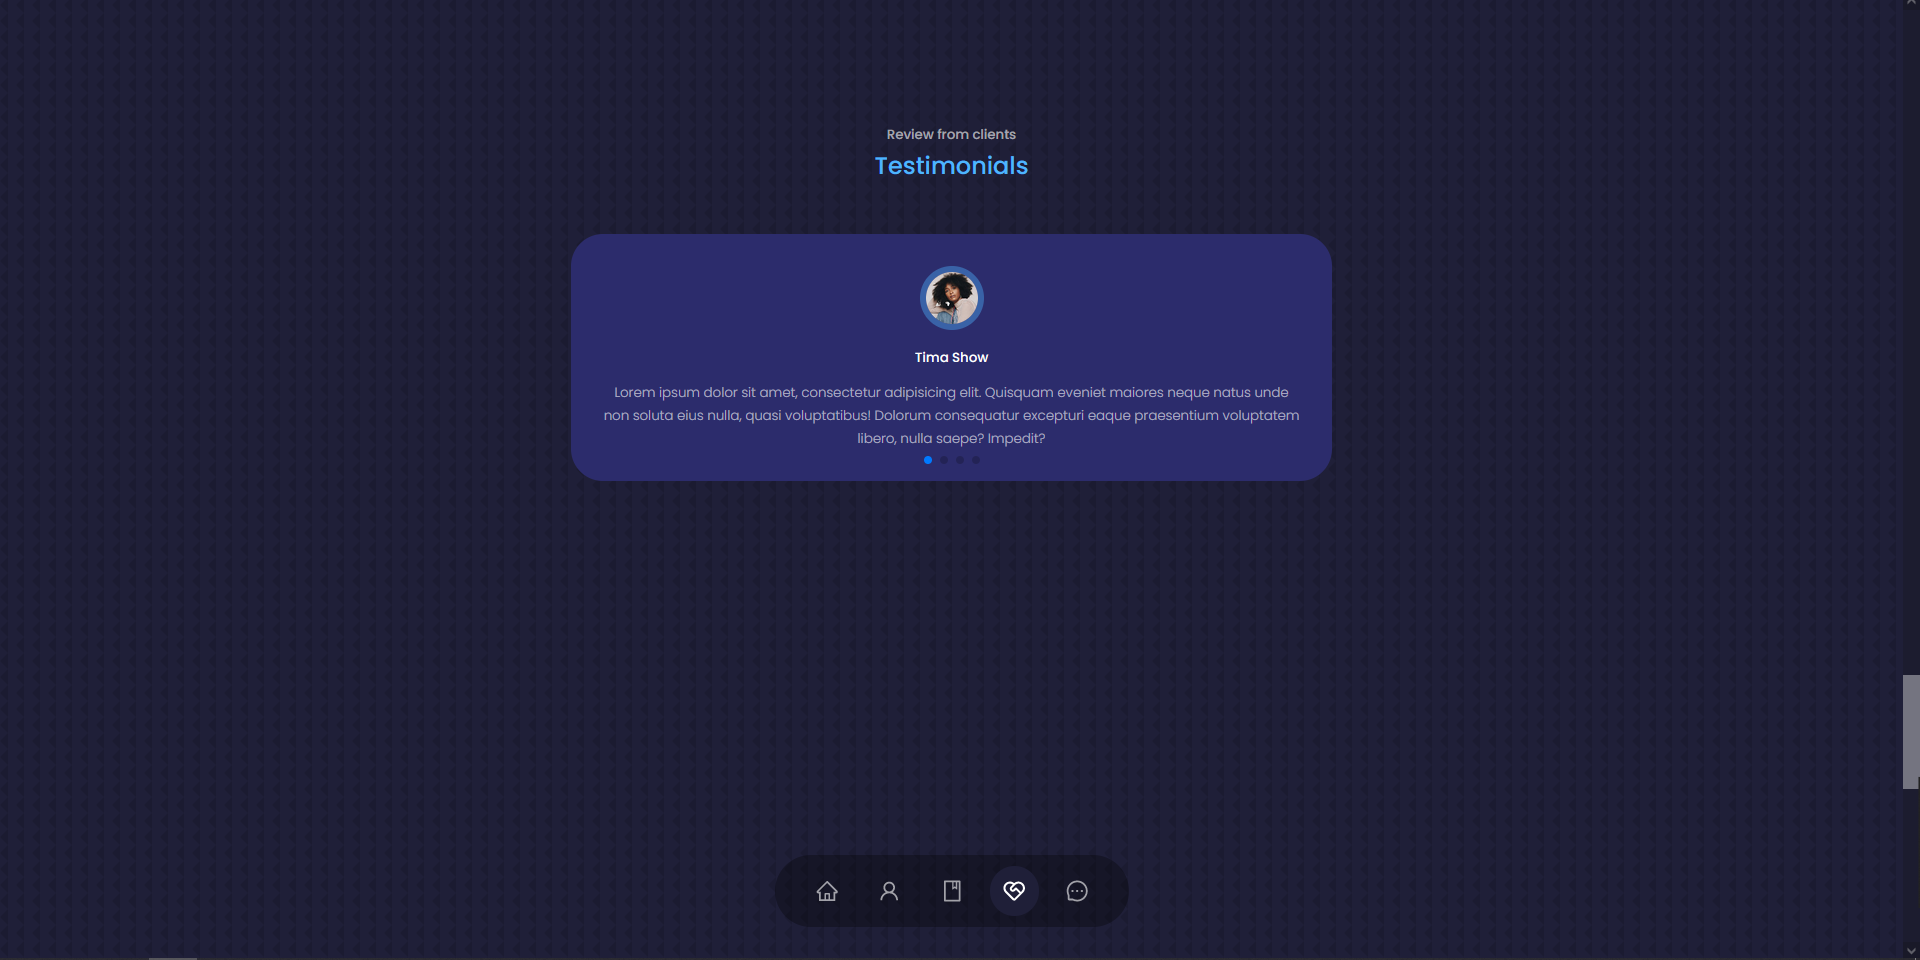 Review from clients
Testimonials
Tima Show
Lorem ipsum dolor sit amet, consectetur adipisicing elit. Quisquam eveniet maiores neque natus unde
non soluta eius nulla, quasi voluptatibus! Dolorum consequatur excepturi eaque praesentium voluptatem
libero, nulla saepe? Impedit?